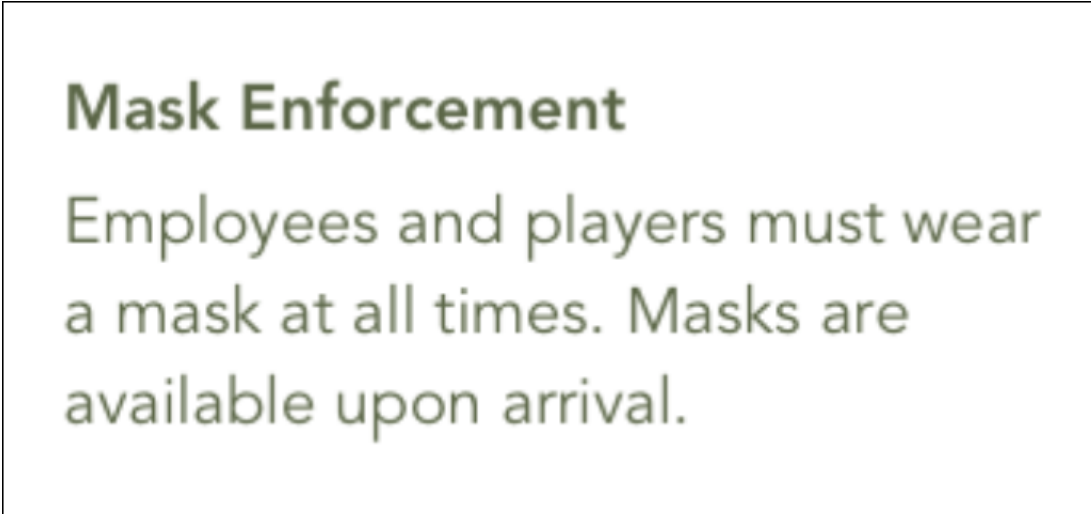 Mask Enforcement
Employees and players must wear
a mask at all times. Masks are
available upon arrival.